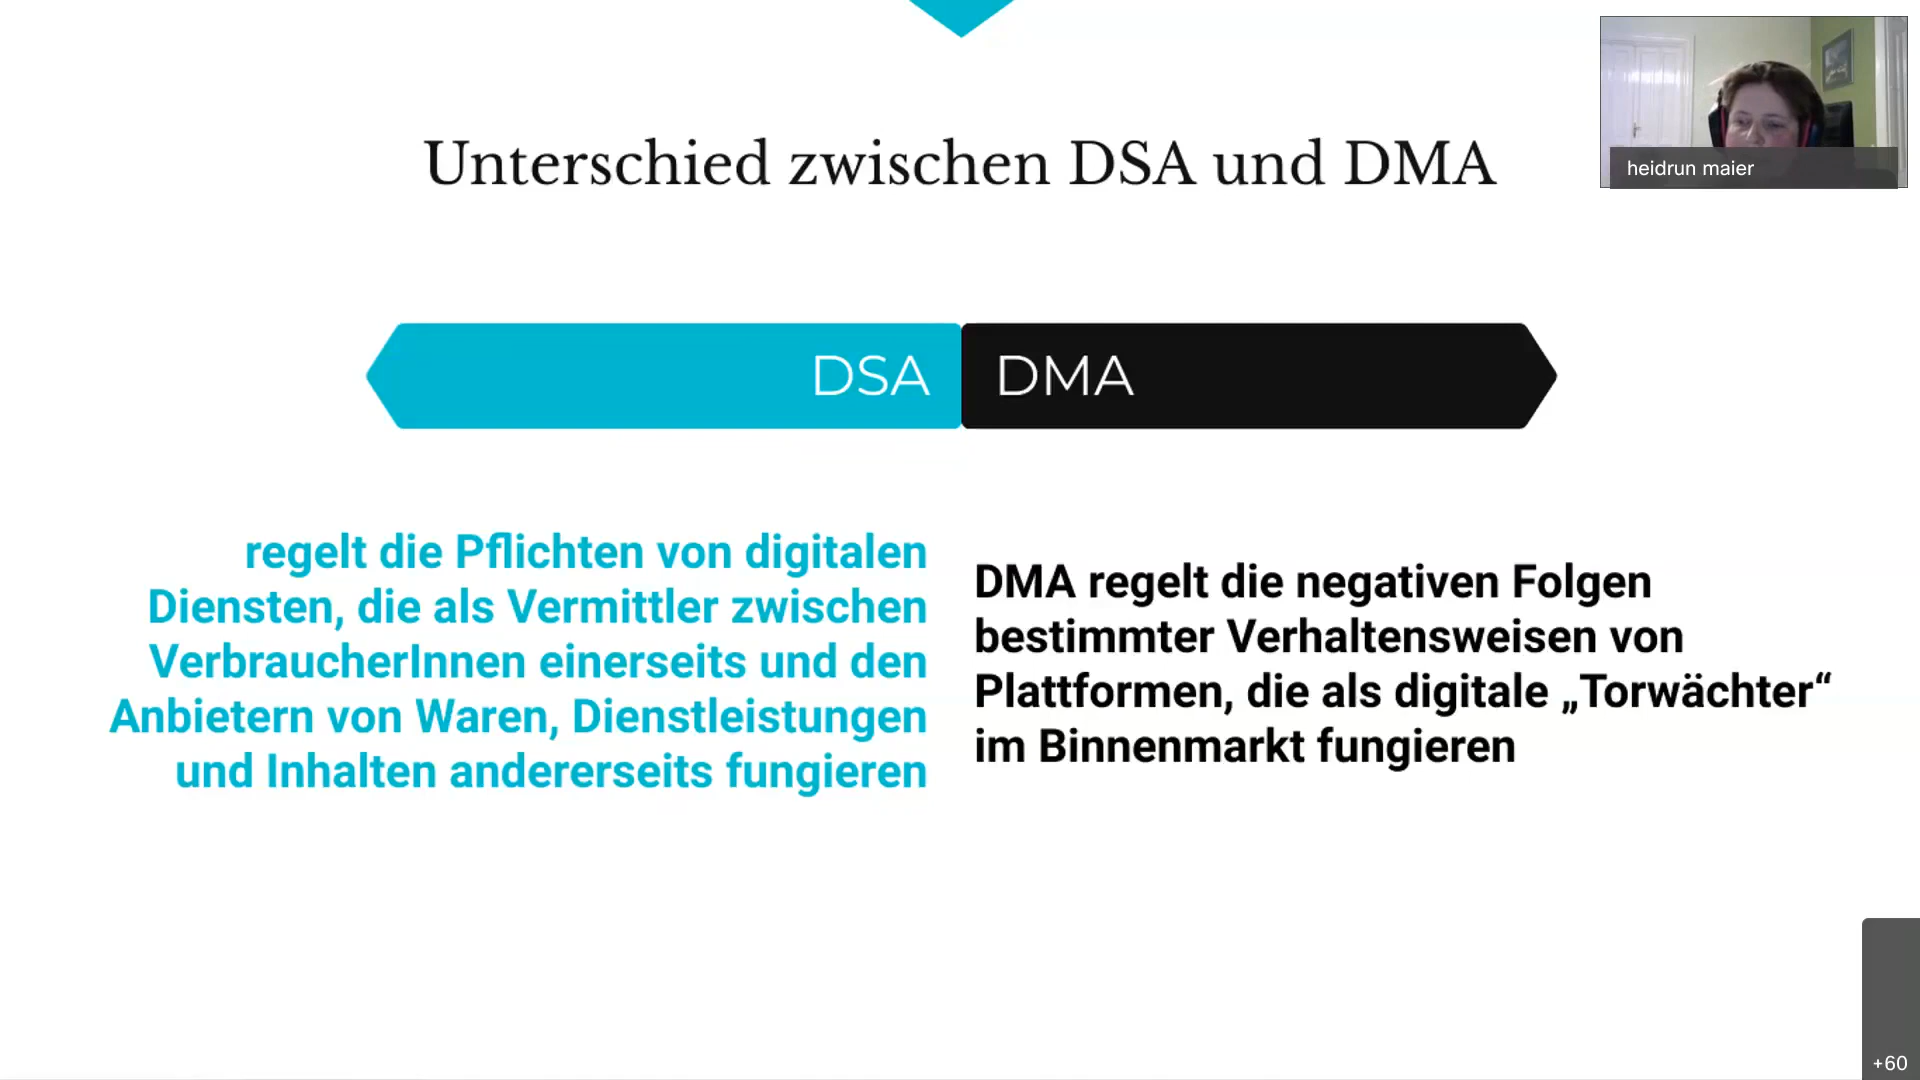 Unterschied zwischen DSA und DMA
heidrun maier
DSA
DMA
regelt die Pflichten von digitalen
Diensten, die als Vermittler zwischen
VerbraucherInnen einerseits und den
Anbietern von Waren, Dienstleistungen
und Inhalten andererseits fungieren
DMA regelt die negativen Folgen
bestimmter Verhaltensweisen von
Plattformen, die als digitale „Torwächter“
im Binnenmarkt fungieren
+60